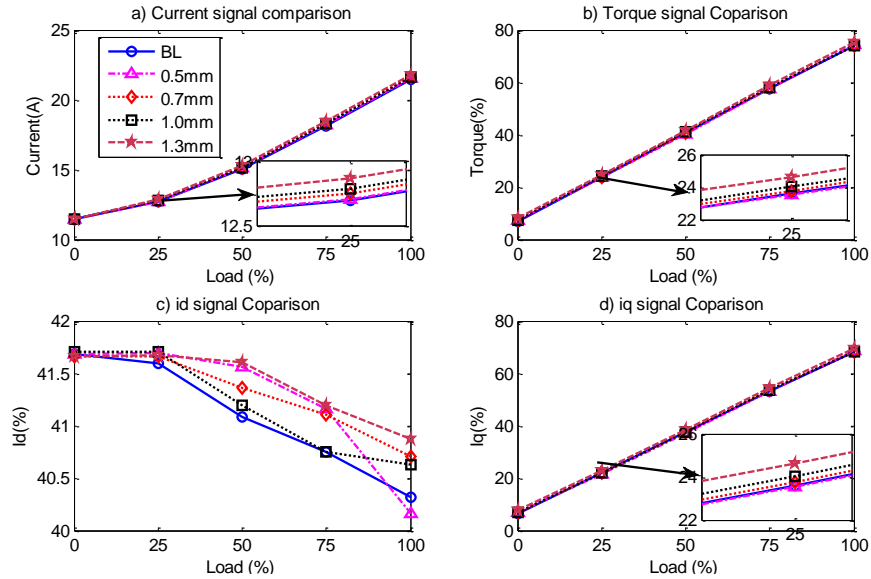 a) Current signal comparison
25
20
15
10
Current(A)
BL
0.5mm
0.7mm
1.0mm
1.3mm
13
12.5
25
0 25 50 75 100
Load (%)
b) Torque signal Coparison
80
60
40
20
0
Torque(%)
26
24
22
25
0 25 50 75 100
Load (%)
c) id signal Coparison
42
41.5
41
40.5
40
Id(%)
0 25 50 75 100
Load (%)
d) iq signal Coparison
80
60
40
20
0
Iq(%)
26
24
22
25
0 25 50 75 100
Load (%)